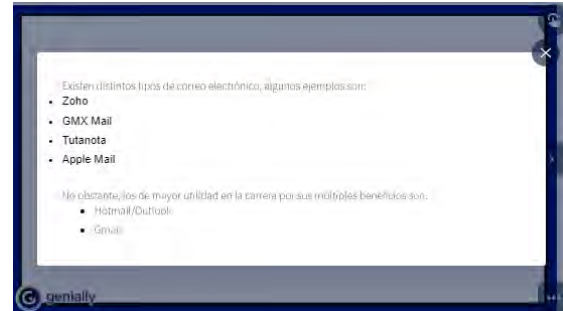 Existen distintos tipos de correo electrónico, algunos ejemplos son:
• Zoho
• GMX Mail
• Tutanota
• Apple Mail
No obstante, los de mayor utilidad en la carrera por sus múltiples beneficios son:
• Hotmail/Outlook
• Gmail
genially